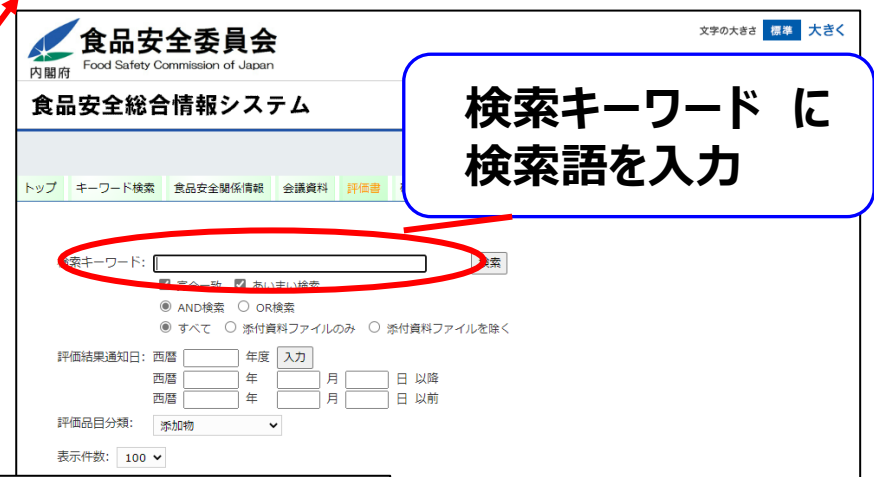 文字の大きさ 標準 大きく
食品安全委員会
内閣府 Food Safety Commission of Japan
食品安全総合情報システム
検索キーワード に
検索語を入力
トップ キーワード検索 食品安全関係情報 会議資料 評価書
検索キーワード: 検索
完全一致 あいまい検索
AND検索 OR検索
すべて 添付資料ファイルのみ 添付資料ファイルを除く
評価結果通知日: 西暦 年度 入力
西暦 年 月 日 以降
西暦 年 月 日 以前
評価品目分類: 添加物
表示件数: 100